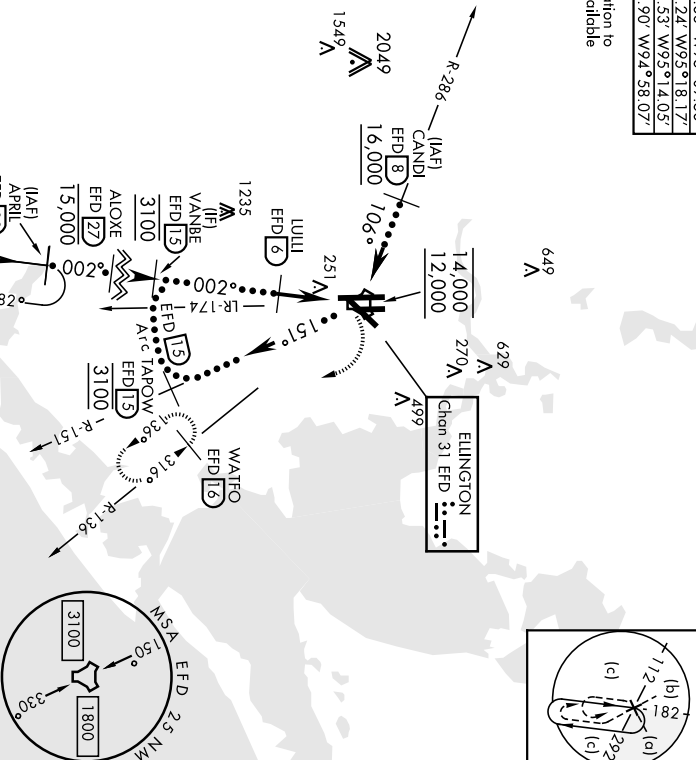 .24' W95°18.17'
.53' W95°14.05'
.90' W94°58.07'
ailable
2049
1549
R-286
(IAF)
CANDI
EFD 8
16,000
106°
14,000
12,000
649
629
270
499
251
ELLINGTON
Chan 31 EFD
LULLI
EFD 6
1235
(IF)
VANBE
EFD 15
3100
ALOXE
EFD 27
15,000
(IAF)
APRIL
002°
002°
LR-174
151°
EFD 15
Arc
TAPOW
EFD 15
3100
R-151
136°
316°
R-136
WATFO
EFD 16
MSA EFD 25 NM
150°
330°
3100
1800
112
(b)
182
(a)
292
(c)
(c)